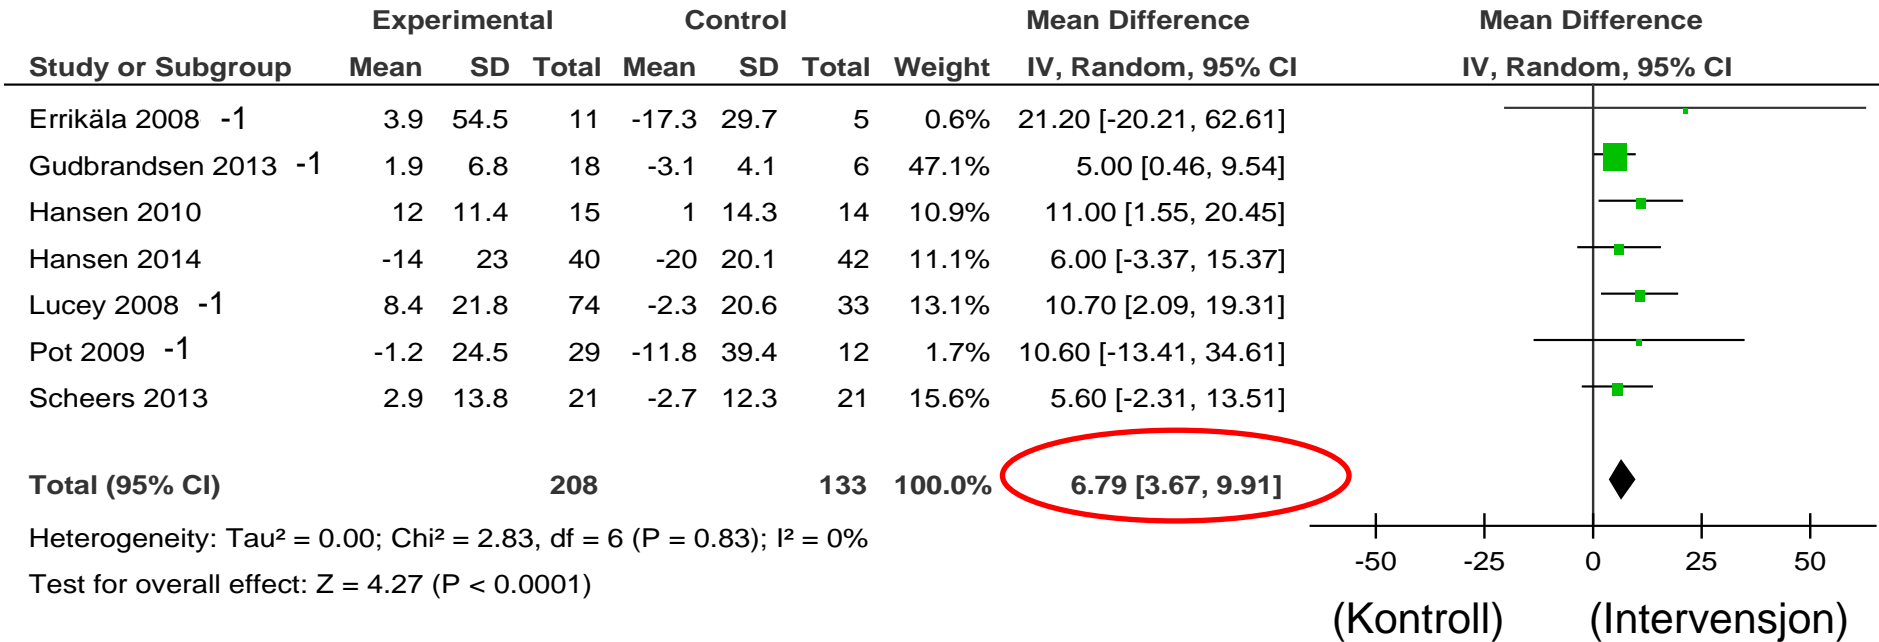 Experimental Control Mean Difference Mean Difference
Study or Subgroup Mean SD Total Mean SD Total Weight IV, Random, 95% CI IV, Random, 95% CI
Errikäla 2008 -1 3.9 54.5 11 -17.3 29.7 5 0.6% 21.20 [-20.21, 62.61]
Gudbrandsen 2013 -1 1.9 6.8 18 -3.1 4.1 6 47.1% 5.00 [0.46, 9.54]
Hansen 2010 12 11.4 15 1 14.3 14 10.9% 11.00 [1.55, 20.45]
Hansen 2014 -14 23 40 -20 20.1 42 11.1% 6.00 [-3.37, 15.37]
Lucey 2008 -1 8.4 21.8 74 -2.3 20.6 33 13.1% 10.70 [2.09, 19.31]
Pot 2009 -1 -1.2 24.5 29 -11.8 39.4 12 1.7% 10.60 [-13.41, 34.61]
Scheers 2013 2.9 13.8 21 -2.7 12.3 21 15.6% 5.60 [-2.31, 13.51]
Total (95% CI) 208 133 100.0% 6.79 [3.67, 9.91]
Heterogeneity: Tau² = 0.00; Chi² = 2.83, df = 6 (P = 0.83); I² = 0%
Test for overall effect: Z = 4.27 (P < 0.0001)
-50 -25 0 25 50
(Kontroll) (Intervensjon)